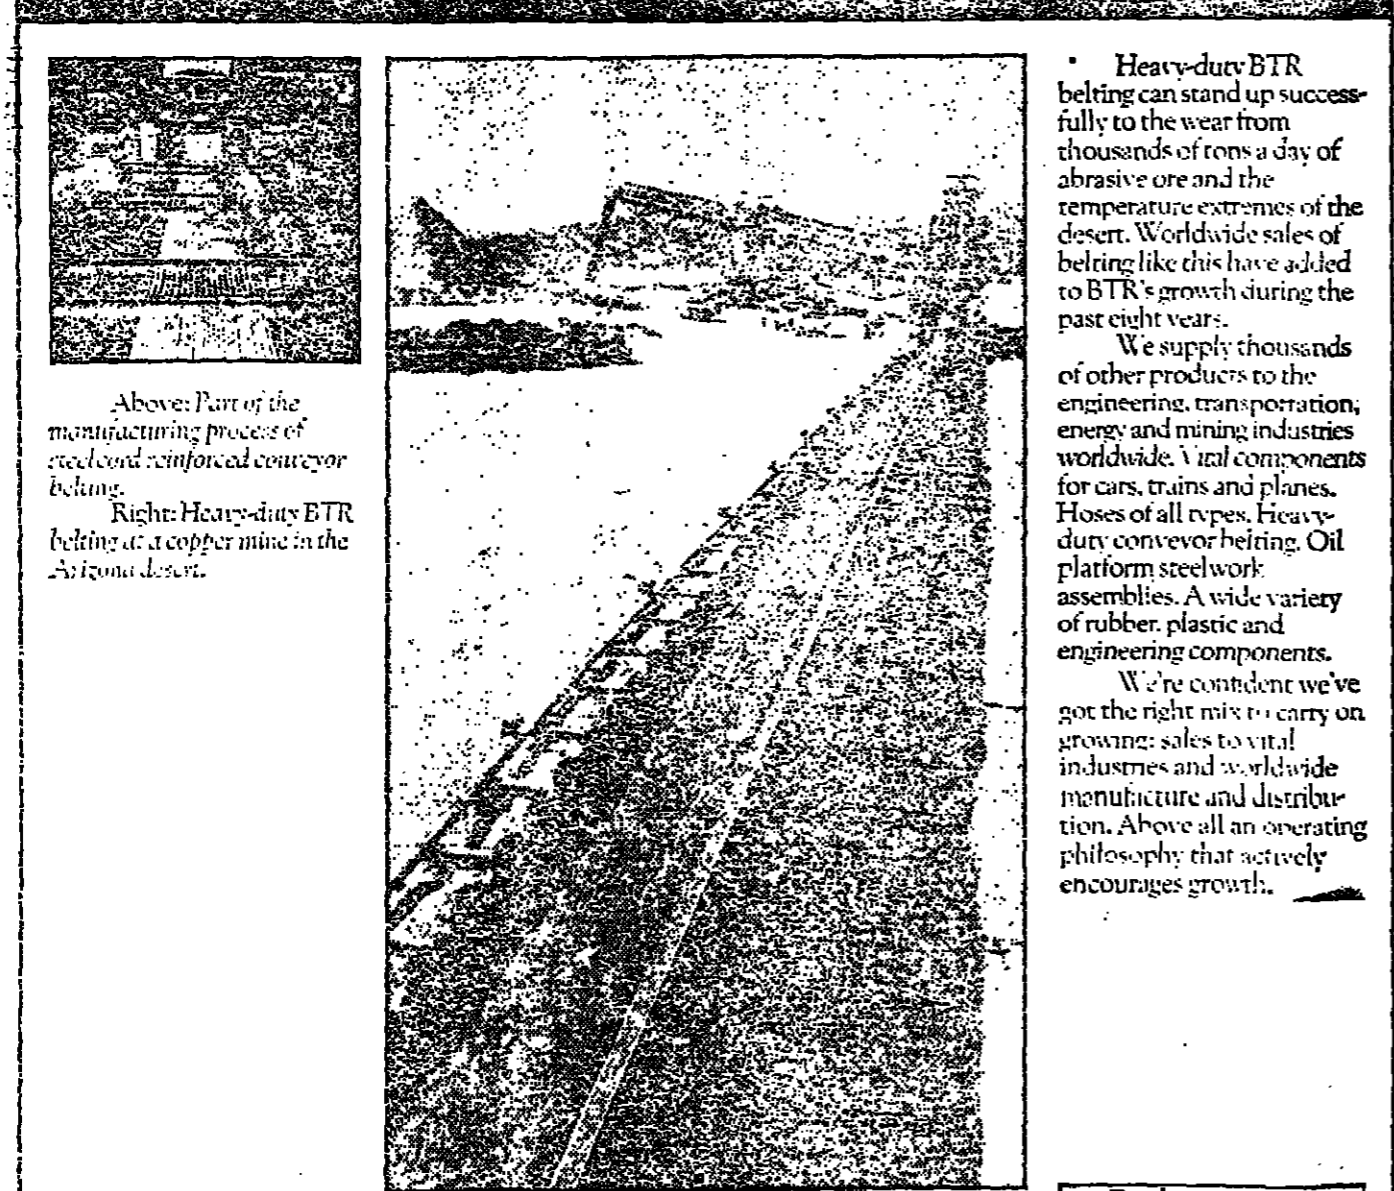 Above: Part of the
manufacturing process of
steel cord reinforced conveyor
belting.
Right: Heavy-duty BTR
belting at a copper mine in the
Arizona desert.
Heavy-duty BTR
belting can stand up success-
fully to the wear from
thousands of tons a day of
abrasive ore and the
temperature extremes of the
desert. Worldwide sales of
belting like this have added
to BTR's growth during the
past eight years.
We supply thousands
of other products to the
engineering, transportation,
energy and mining industries
worldwide. Vital components
for cars, trains and planes.
Hoses of all types. Heavy-
duty conveyor belting. Oil
platform steelwork
assemblies. A wide variety
of rubber, plastic and
engineering components.
We're confident we've
got the right mix to carry on
growing: sales to vital
industries and worldwide
manufacture and distribu-
tion. Above all an operating
philosophy that actively
encourages growth.